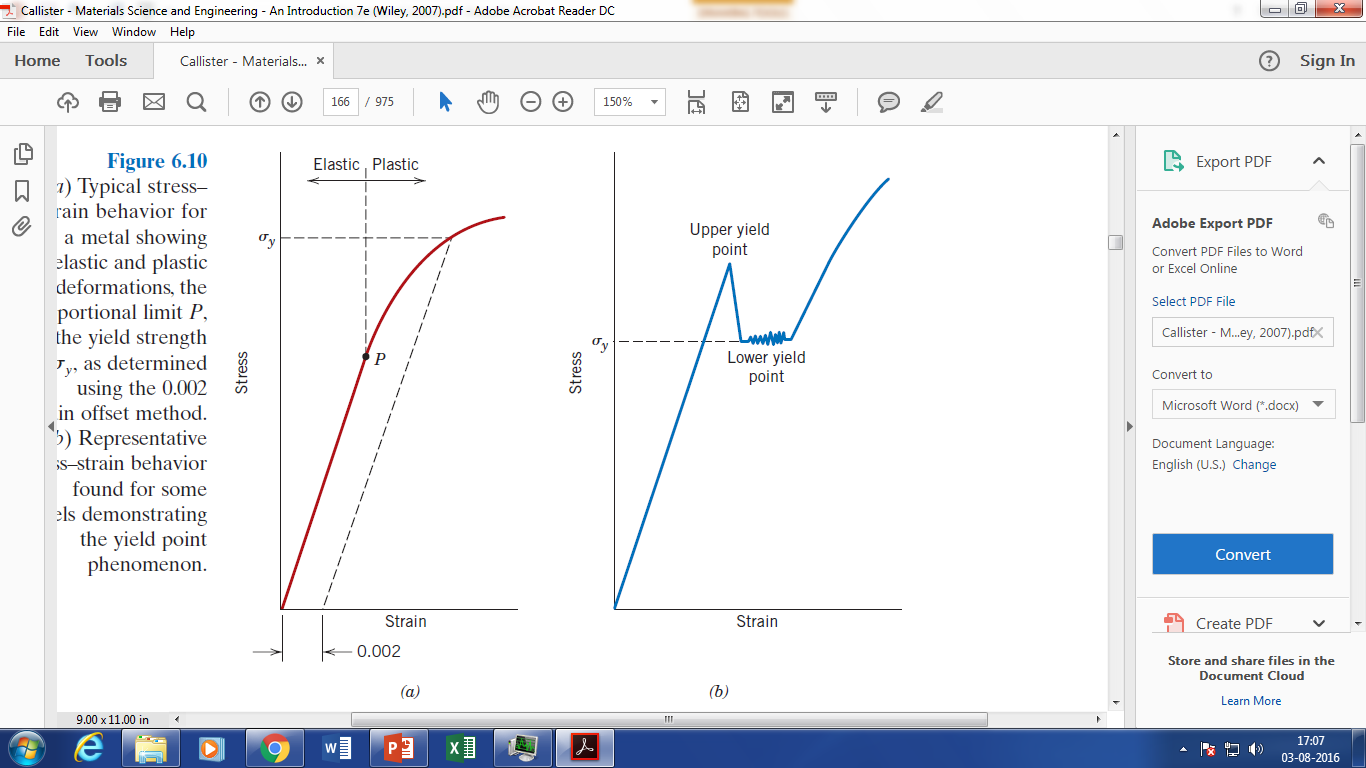 Callister - Materials Science and Engineering - An Introduction 7e (Wiley, 2007).pdf - Adobe Acrobat Reader DC
File Edit View Window Help
Home Tools Callister - Materials... × ? Sign In
166 / 975 150%
Figure 6.10
a) Typical stress–
rain behavior for
a metal showing
elastic and plastic
deformations, the
portional limit P,
the yield strength
σy, as determined
using the 0.002
in offset method.
b) Representative
ss–strain behavior
found for some
els demonstrating
the yield point
phenomenon.
Elastic Plastic
σy
P
Stress
Strain
0.002
(a)
Upper yield
point
σy
Lower yield
point
Stress
Strain
(b)
Export PDF
Adobe Export PDF
Convert PDF Files to Word
or Excel Online
Select PDF File
Callister - M...ey, 2007).pdf ×
Convert to
Microsoft Word (*.docx)
Document Language:
English (U.S.) Change
Convert
Create PDF
Store and share files in the
Document Cloud
Learn More
9.00 x 11.00 in
17:07
03-08-2016